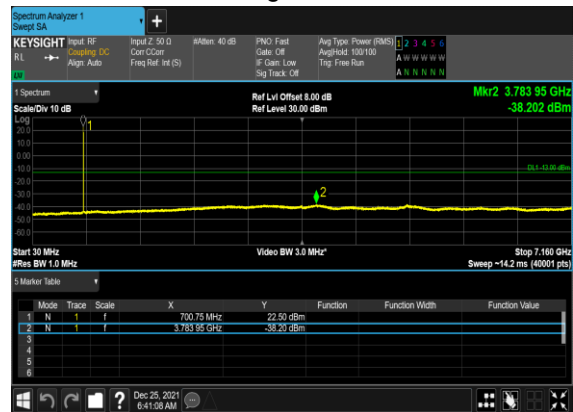 Spectrum Analyzer 1
Swept SA
KEYSIGHT Input: RF Input Z: 50 Ω #Atten: 40 dB PNO: Fast Avg Type: Power (RMS) 1 2 3 4 5 6
RL Coupling: DC Corr CCorr Gate: Off Avg|Hold: 100/100 A W W W W W
Align: Auto Freq Ref: Int (S) IF Gain: Low Trig: Free Run
LW Sig Track: Off A N N N N N
1 Spectrum Ref Lvl Offset 8.00 dB Mkr2 3.783 95 GHz
Scale/Div 10 dB Ref Level 30.00 dBm -38.202 dBm
Log
20.0
10.0
0.00
-10.0
-20.0
-30.0
-40.0
-50.0
-60.0
1
DL1 -13.00 dBm
2
Start 30 MHz Video BW 3.0 MHz* Stop 7.160 GHz
#Res BW 1.0 MHz Sweep ~14.2 ms (40001 pts)
5 Marker Table
Mode Trace Scale X Y Function Function Width Function Value
1 N 1 f 700.75 MHz 22.50 dBm
2 N 1 f 3.783 95 GHz -38.20 dBm
3
4
5
6
? Dec 25, 2021
6:41:08 AM